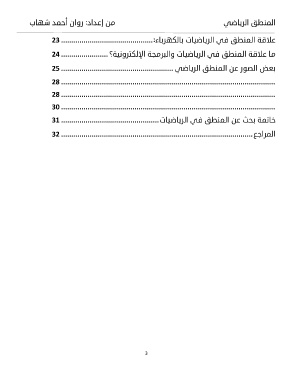 المنطق الرياضي من إعداد: روان أحمد شهاب
علاقة المنطق في الرياضيات بالكهرباء: ........................................ 23
ما علاقة المنطق في الرياضيات والبرمجة الإلكترونية؟ .................... 24
بعض الصور عن المنطق الرياضي ................................................ 25
................................................................................ 28
................................................................................ 28
................................................................................ 30
خاتمة بحث عن المنطق في الرياضيات .......................................... 31
المراجع ........................................................................ 32
3